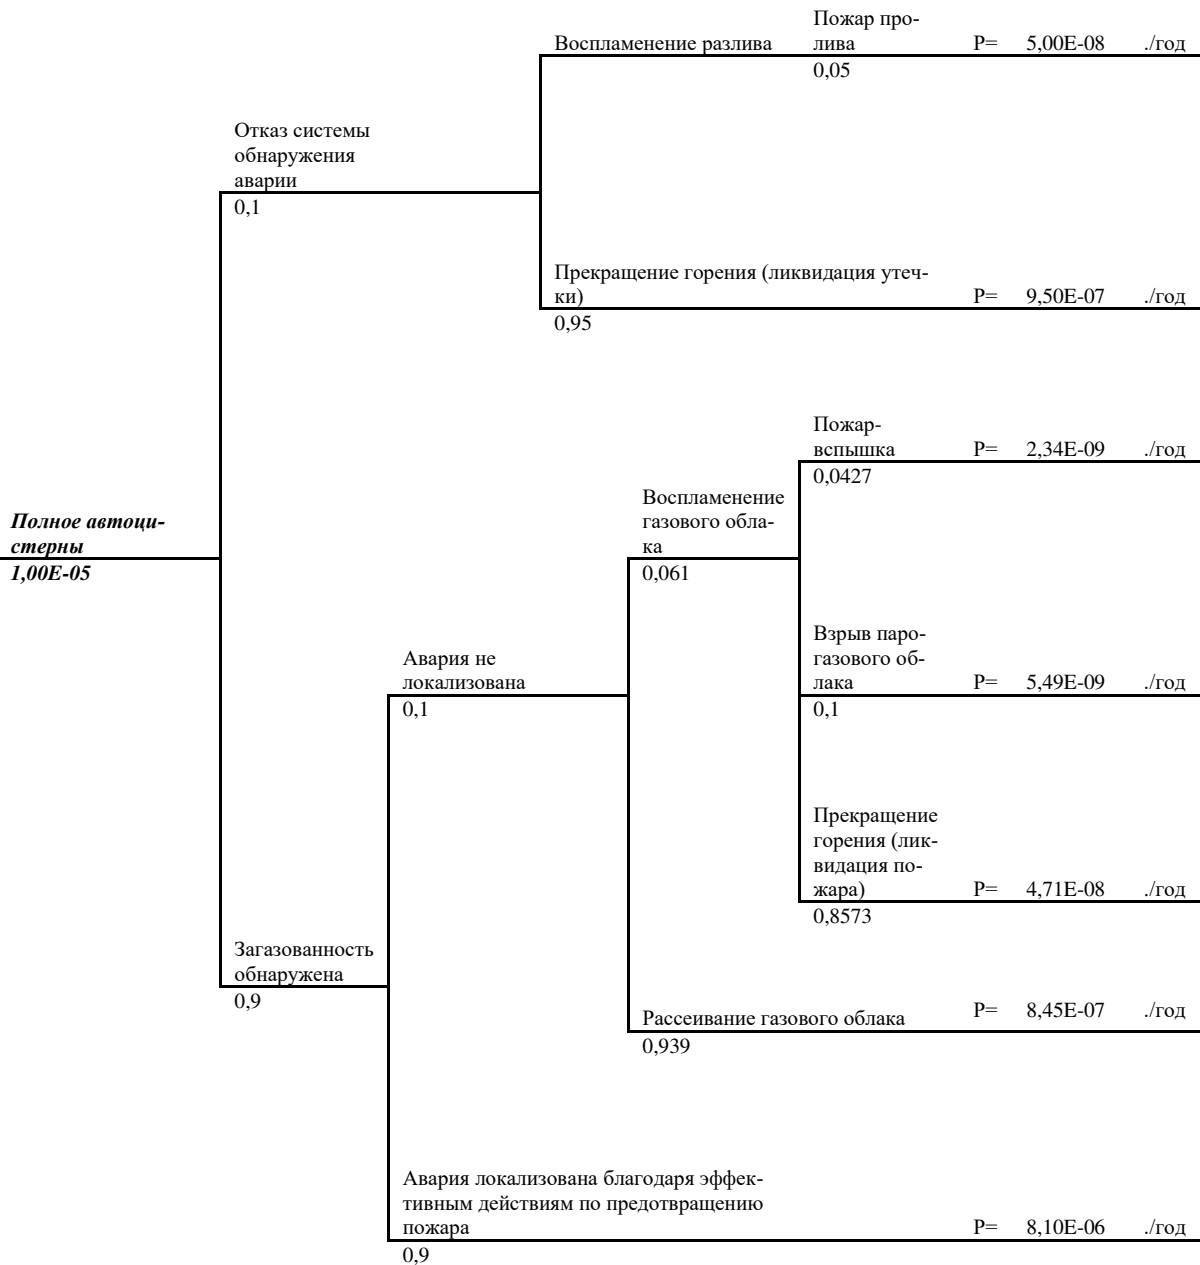 Воспламенение разлива
Пожар про-
лива
P= 5,00E-08 ./год
0,05
Отказ системы
обнаружения
аварии
0,1
Прекращение горения (ликвидация утеч-
ки)
P= 9,50E-07 ./год
0,95
Пожар-
вспышка
P= 2,34E-09 ./год
0,0427
Воспламенение
газового обла-
ка
0,061
Полное автоци-
стерны
1,00E-05
Взрыв паро-
газового об-
лака
P= 5,49E-09 ./год
0,1
Авария не
локализована
0,1
Прекращение
горения (лик-
видация по-
жара)
P= 4,71E-08 ./год
0,8573
Загазованность
обнаружена
0,9
Рассеивание газового облака
P= 8,45E-07 ./год
0,939
Авария локализована благодаря эффек-
тивным действиям по предотвращению
пожара
P= 8,10E-06 ./год
0,9